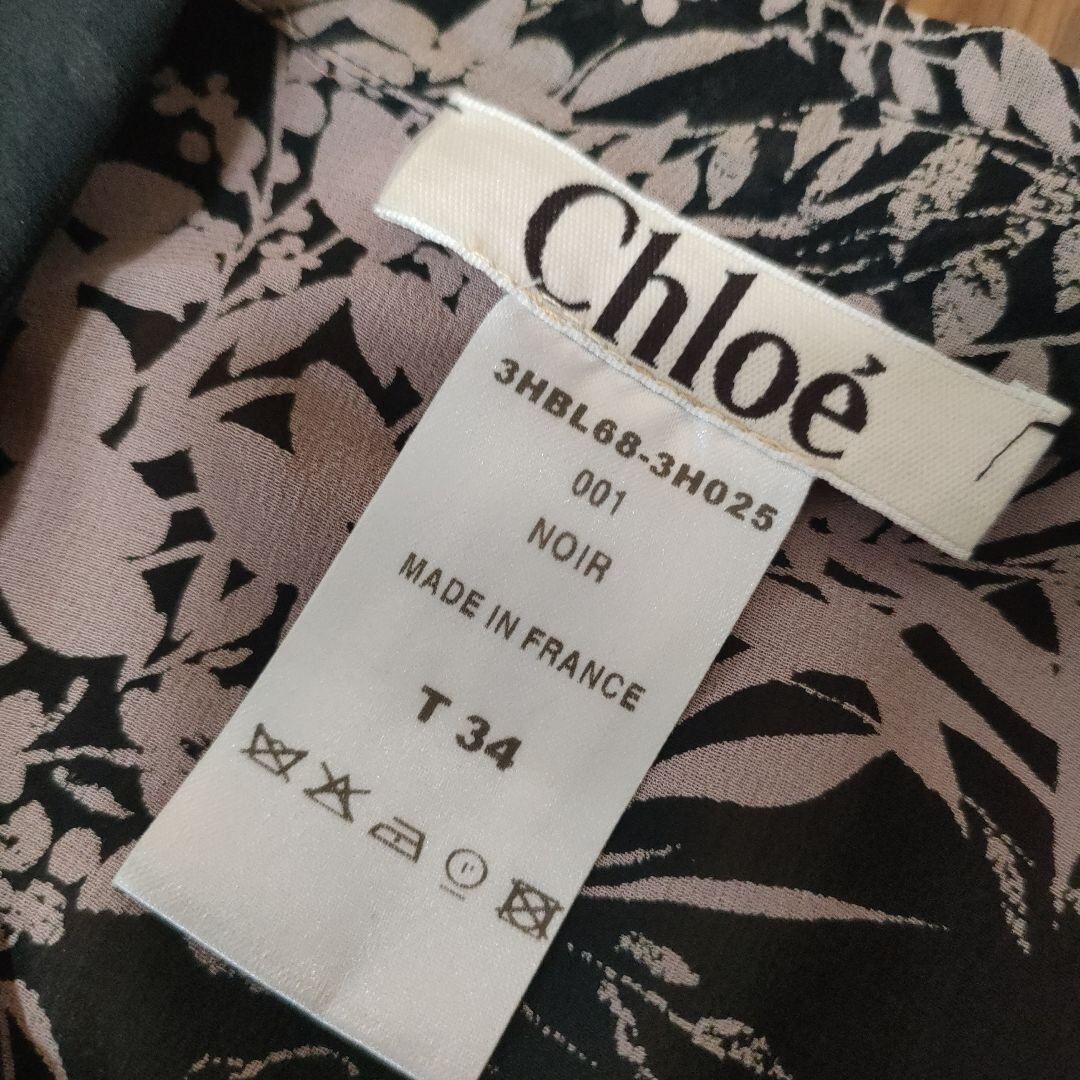 Chloé
3HBL68-3H025
001
NOIR
MADE IN FRANCE
T 34